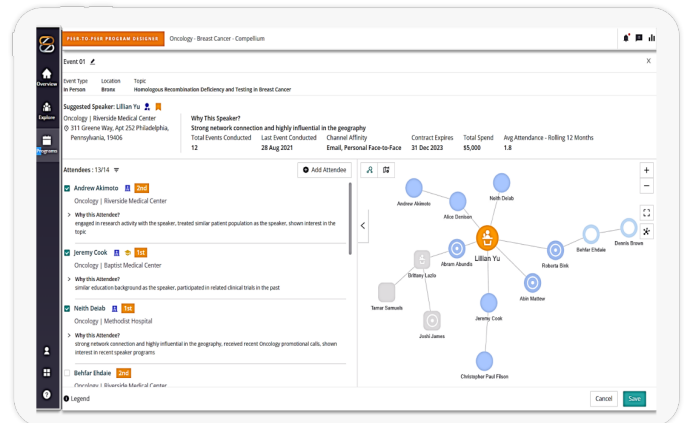 PEER-TO-PEER PROGRAM DESIGNER
Oncology - Breast Cancer - Compellium
Event 01
X
Event Type
Location
Topic
In Person
Bronx
Homologous Recombination Deficiency and Testing in Breast Cancer
Overview
Explore
Programs
Suggested Speaker: Lillian Yu
Oncology | Riverside Medical Center
311 Greene Way, Apt 252 Philadelphia,
Pennsylvania, 19406
Why This Speaker?
Strong network connection and highly influential in the geography
Total Events Conducted
Last Event Conducted
Channel Affinity
Contract Expires
Total Spend
Avg Attendance - Rolling 12 Months
12
28 Aug 2021
Email, Personal Face-to-Face
31 Dec 2023
$5,000
1.8
Attendees : 13/14
Add Attendee
Andrew Akimoto 2nd
Oncology | Riverside Medical Center
Why this Attendee?
engaged in research activity with the speaker, treated similar patient population as the speaker, shown interest in the
topic
Jeremy Cook 1st
Oncology | Baptist Medical Center
Why this Attendee?
similar education background as the speaker, participated in related clinical trials in the past
Neith Delab 1st
Oncology | Methodist Hospital
Why this Attendee?
strong network connection and highly influential in the geography, received recent Oncology promotional calls, shown
interest in recent speaker programs
Behfar Ehdaie 2nd
Oncology | Riverside Medical Center
Legend
Andrew Akimoto
Neith Delab
Alice Denison
Lillian Yu
Abram Abundis
Brittany Lazlo
Tamar Samuels
Joshi James
Roberta Bink
Behfar Ehdaie
Dennis Brown
Abin Mattew
Jeremy Cook
Christopher Paul Filson
Cancel
Save